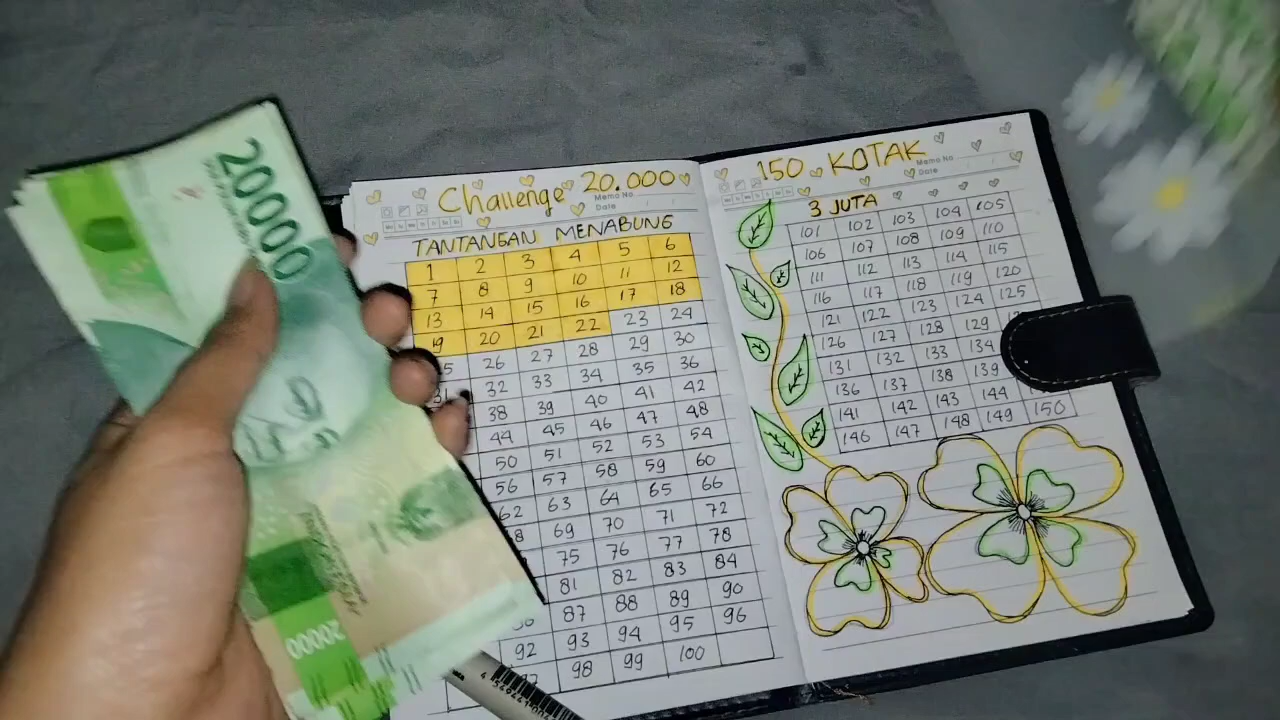 20000
20000
Challenge 20.000
Memo No
Date
TANTANGAN MENABUNG
1 2 3 4 5 6
7 8 9 10 11 12
13 14 15 16 17 18
19 20 21 22 23 24
26 27 28 29 30
32 33 34 35 36
38 39 40 41 42
44 45 46 47 48
50 51 52 53 54
56 57 58 59 60
62 63 64 65 66
69 70 71 72
75 76 77 78
81 82 83 84
87 88 89 90
92 93 94 95 96
98 99 100
150 KOTAK
Memo No
3 JUTA
101 102 103 104 105
106 107 108 109 110
111 112 113 114 115
116 117 118 119 120
121 122 123 124 125
126 127 128 129
131 132 133 134
136 137 138 139
141 142 143 144
146 147 148 149 150